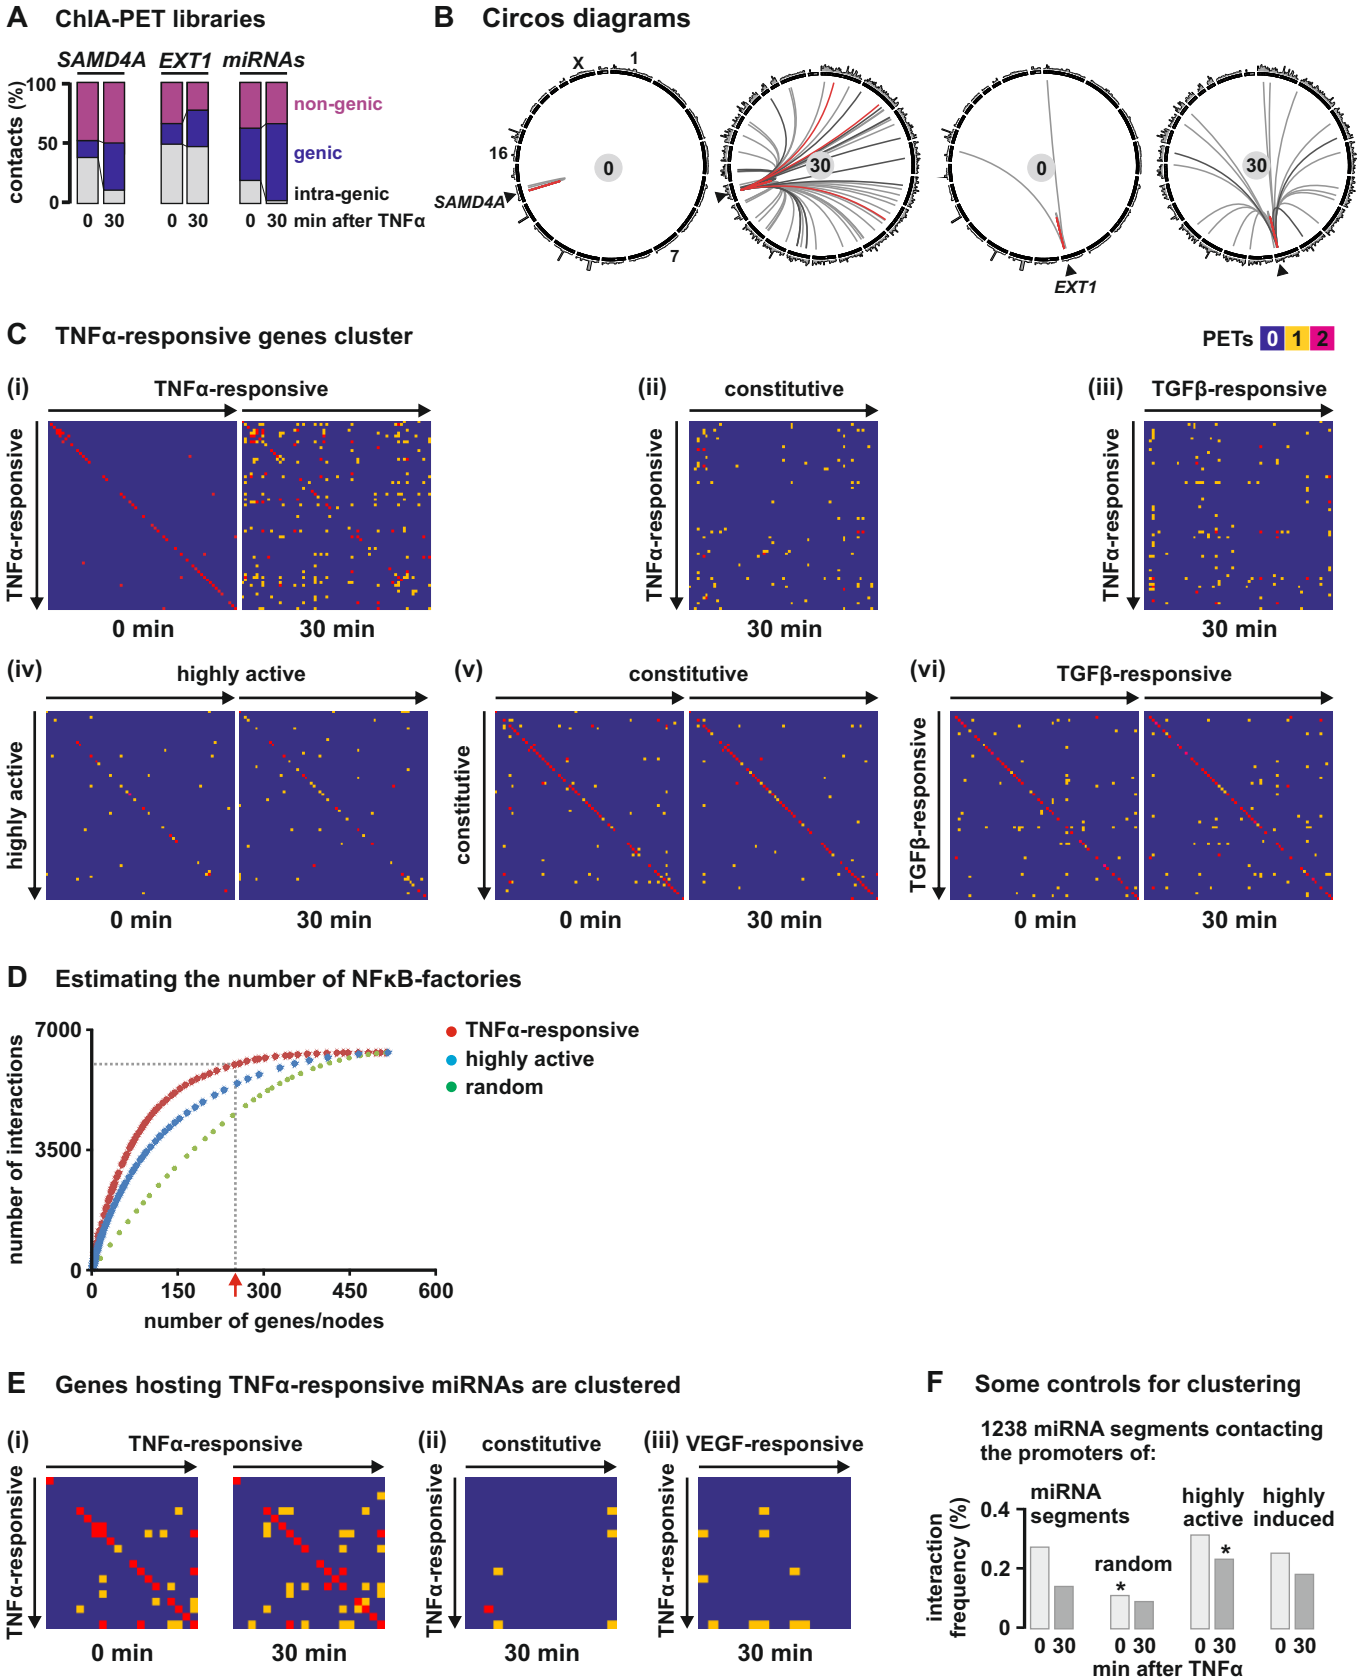 A ChIA-PET libraries
SAMD4A EXT1 miRNAs
contacts (%)
100
50
0
non-genic
genic
intra-genic
0 30 0 30 0 30 min after TNFα
B Circos diagrams
X 1
16
7
0
SAMD4A
30
0
EXT1
30
C TNFα-responsive genes cluster
PETs 0 1 2
(i) TNFα-responsive
TNFα-responsive
0 min 30 min
(ii) constitutive
TNFα-responsive
30 min
(iii) TGFβ-responsive
TNFα-responsive
30 min
(iv) highly active
highly active
0 min 30 min
(v) constitutive
constitutive
0 min 30 min
(vi) TGFβ-responsive
TGFβ-responsive
0 min 30 min
D Estimating the number of NFκB-factories
number of interactions
7000
3500
0
0 150 300 450 600
number of genes/nodes
TNFα-responsive
highly active
random
E Genes hosting TNFα-responsive miRNAs are clustered
(i) TNFα-responsive
TNFα-responsive
0 min 30 min
(ii) constitutive
TNFα-responsive
30 min
(iii) VEGF-responsive
TNFα-responsive
30 min
F Some controls for clustering
1238 miRNA segments contacting
the promoters of:
interaction
frequency (%)
0.4
0.2
0
miRNA
segments
random
*
highly
active
*
highly
induced
0 30 0 30 0 30 0 30
min after TNFα